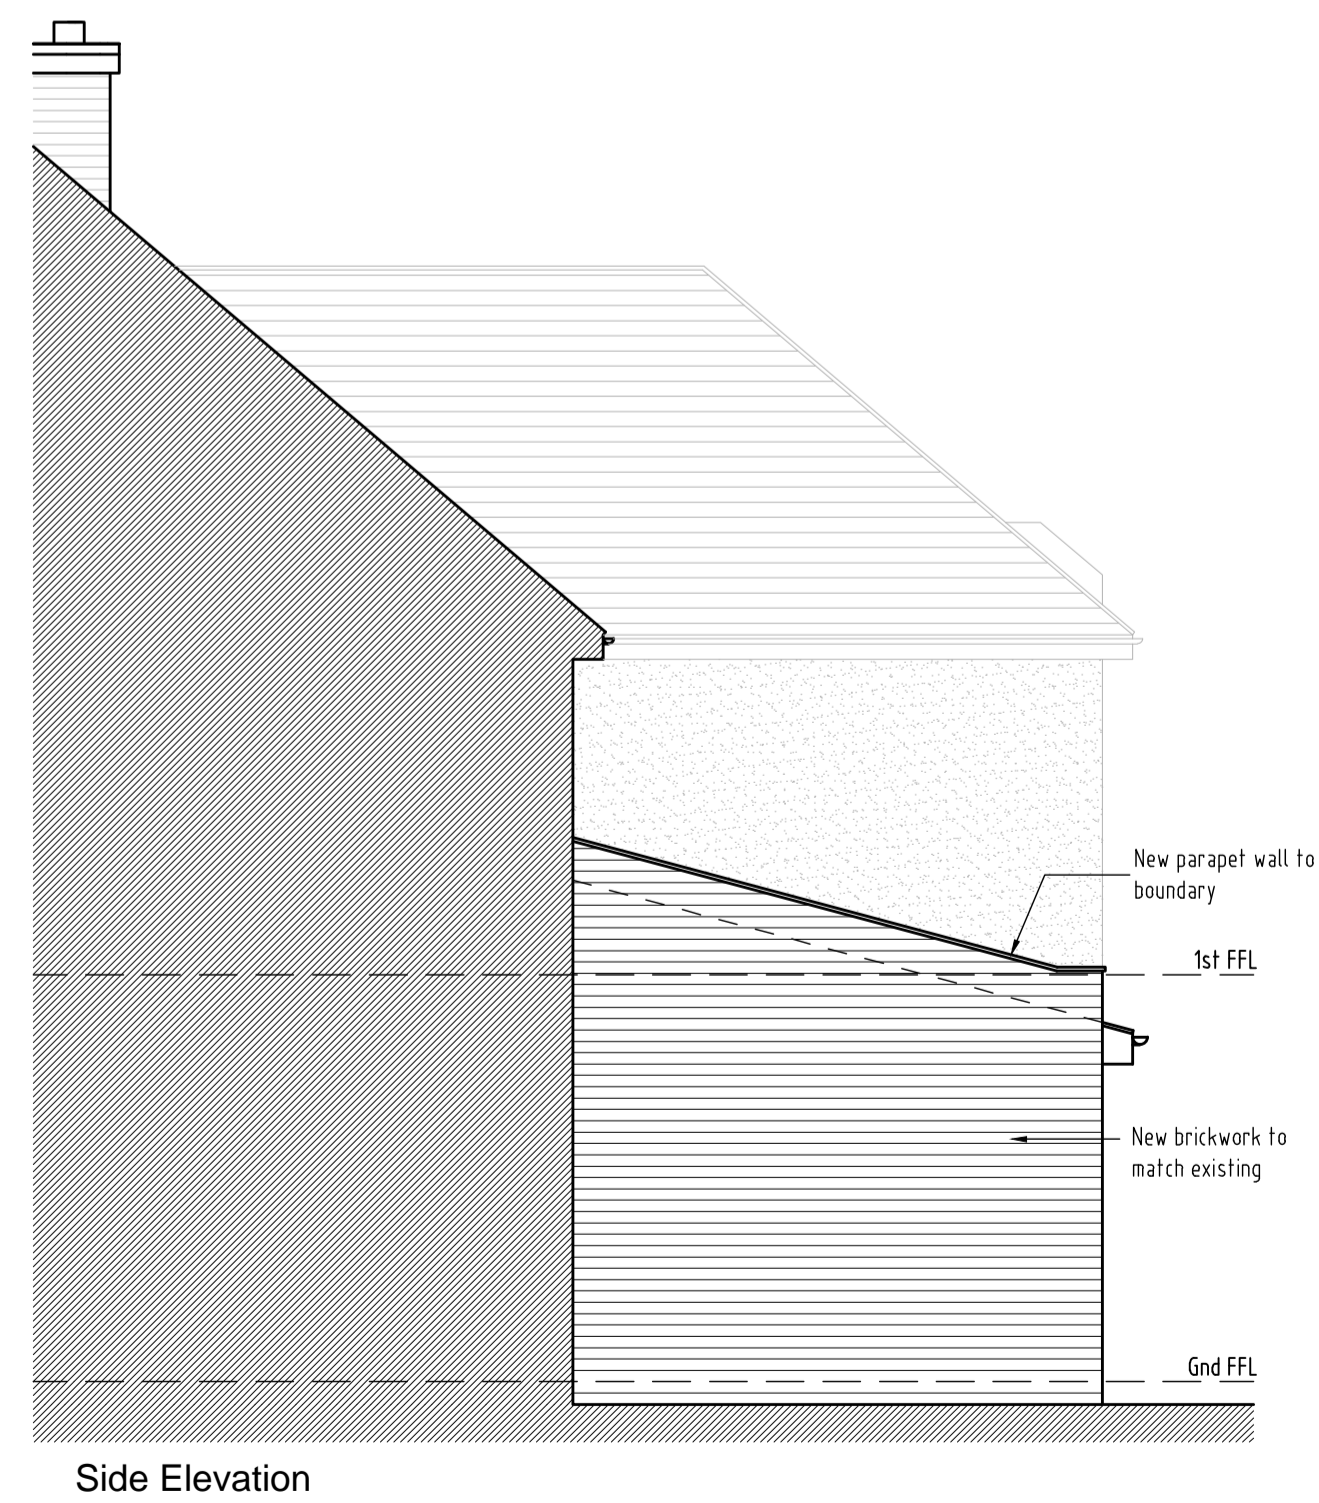 New parapet wall to
boundary
1st FFL
New brickwork to
match existing
Gnd FFL
Side Elevation